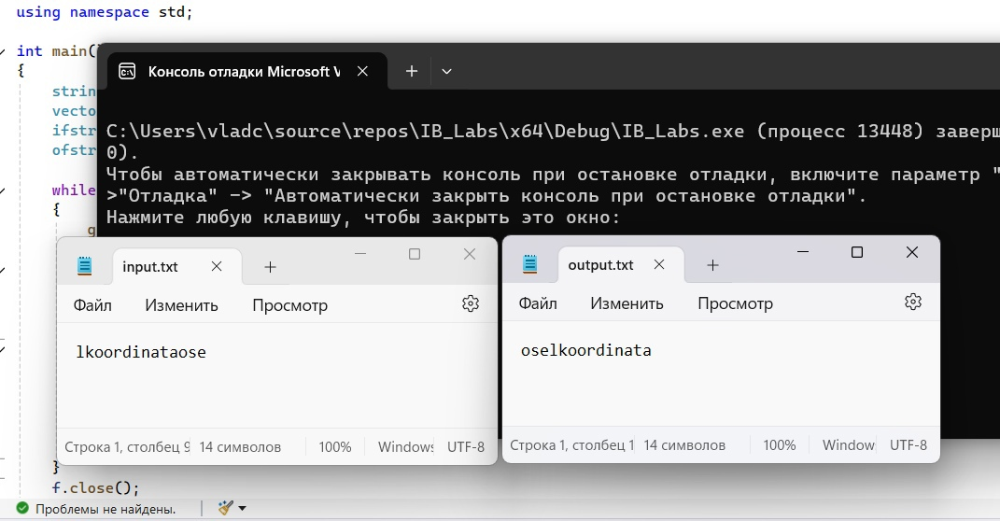 using namespace std;
int main(
{
strin
vecto
ifstr
ofstr
while
{
g
Консоль отладки Microsoft V
C:\Users\vladc\source\repos\IB_Labs\x64\Debug\IB_Labs.exe (процесс 13448) заверш
0).
Чтобы автоматически закрывать консоль при остановке отладки, включите параметр "
>"Отладка" -> "Автоматически закрыть консоль при остановке отладки".
Нажмите любую клавишу, чтобы закрыть это окно:
input.txt
Файл Изменить Просмотр
lkoordinataose
Строка 1, столбец 9 14 символов 100% Windows UTF-8
output.txt
Файл Изменить Просмотр
oselkoordinata
Строка 1, столбец 1 14 символов 100% Window UTF-8
}
f.close();
Проблемы не найдены.